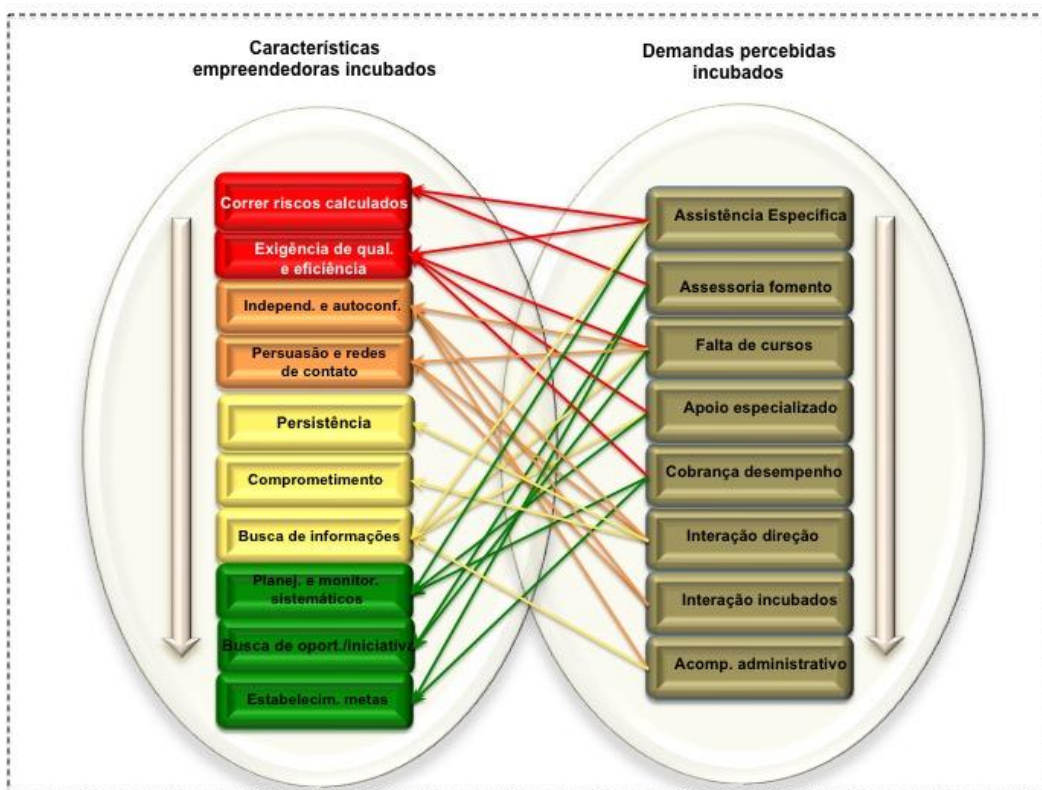 Características
empreendedoras incubados
Demandas percebidas
incubados
Correr riscos calculados
Exigência de qual.
e eficiência
Independ. e autoconf.
Persuasão e redes
de contato
Persistência
Comprometimento
Busca de informações
Planej. e monitor.
sistemáticos
Busca de oport./iniciativa
Estabelecim. metas
Assistência Específica
Assessoria fomento
Falta de cursos
Apoio especializado
Cobrança desempenho
Interação direção
Interação incubados
Acomp. administrativo